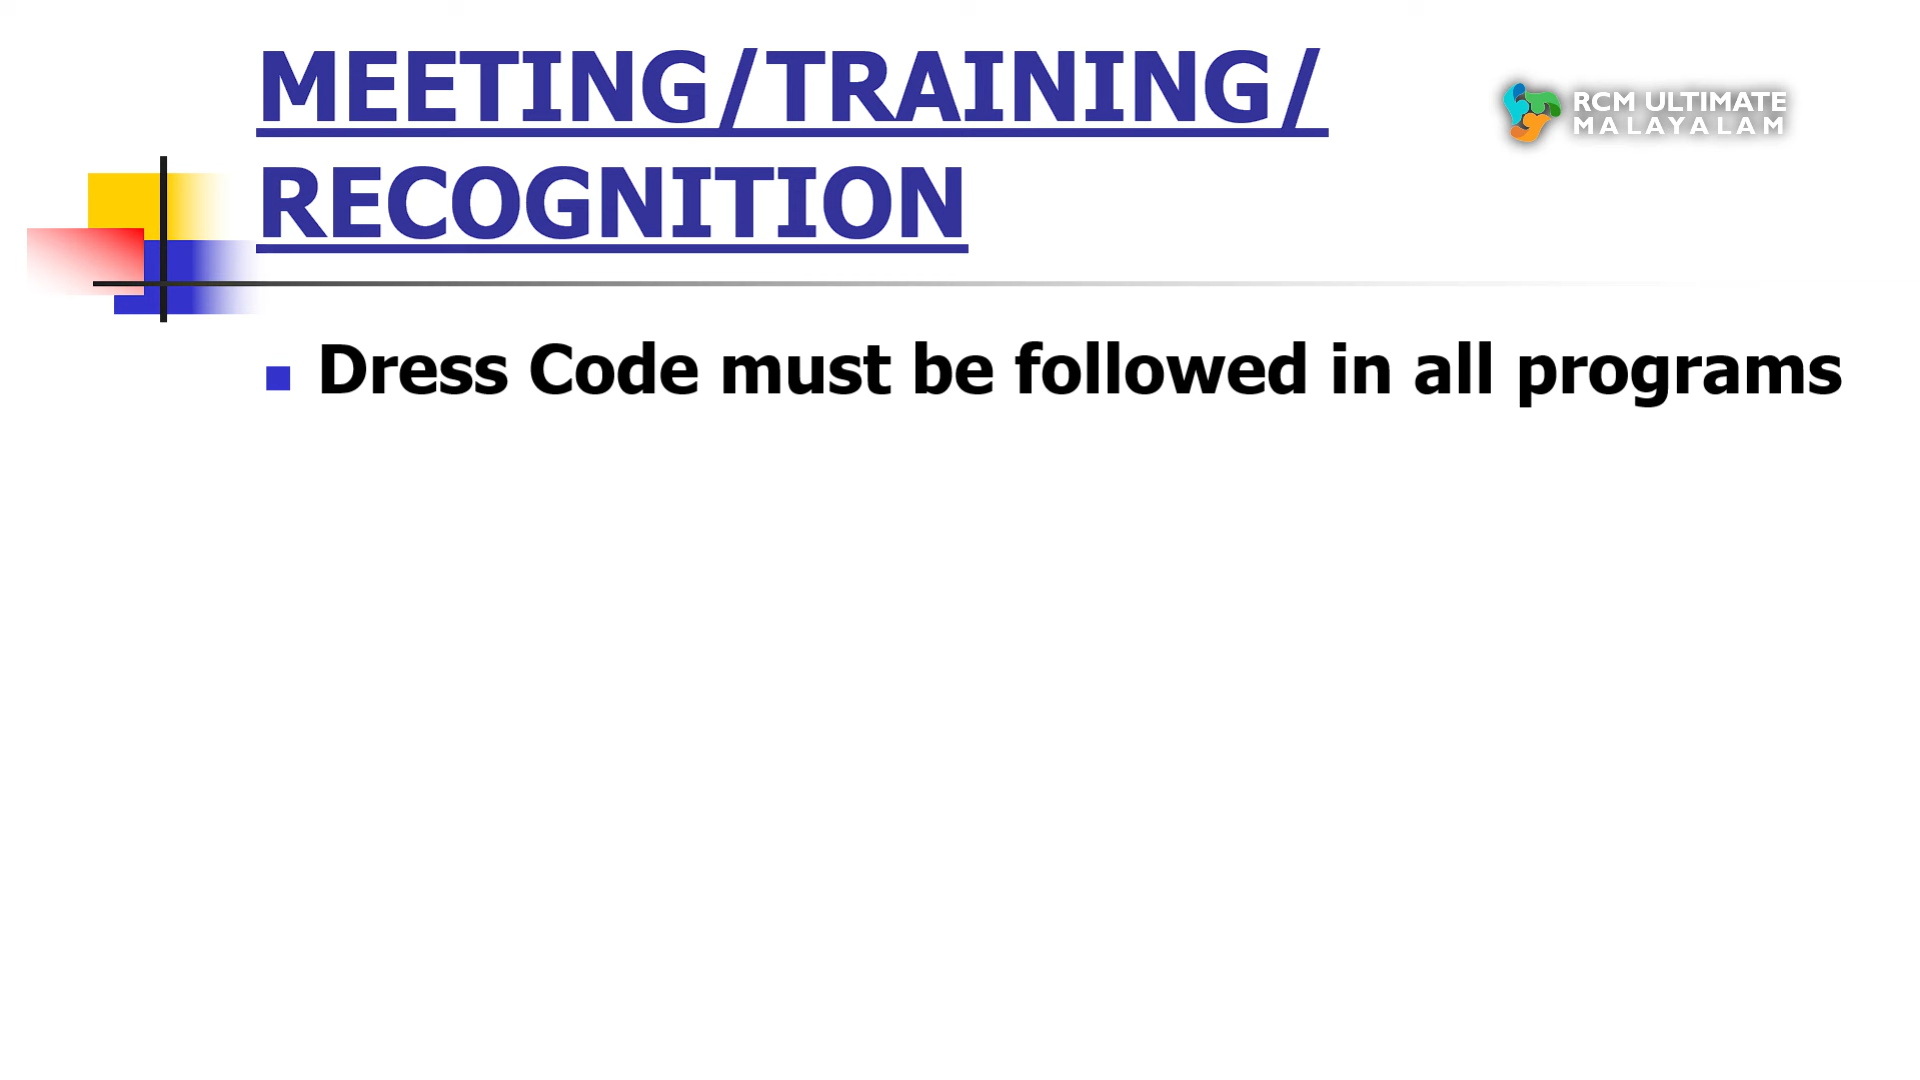 MEETING/TRAINING/
RECOGNITION
RCM ULTIMATE
MALAYALAM
Dress Code must be followed in all programs